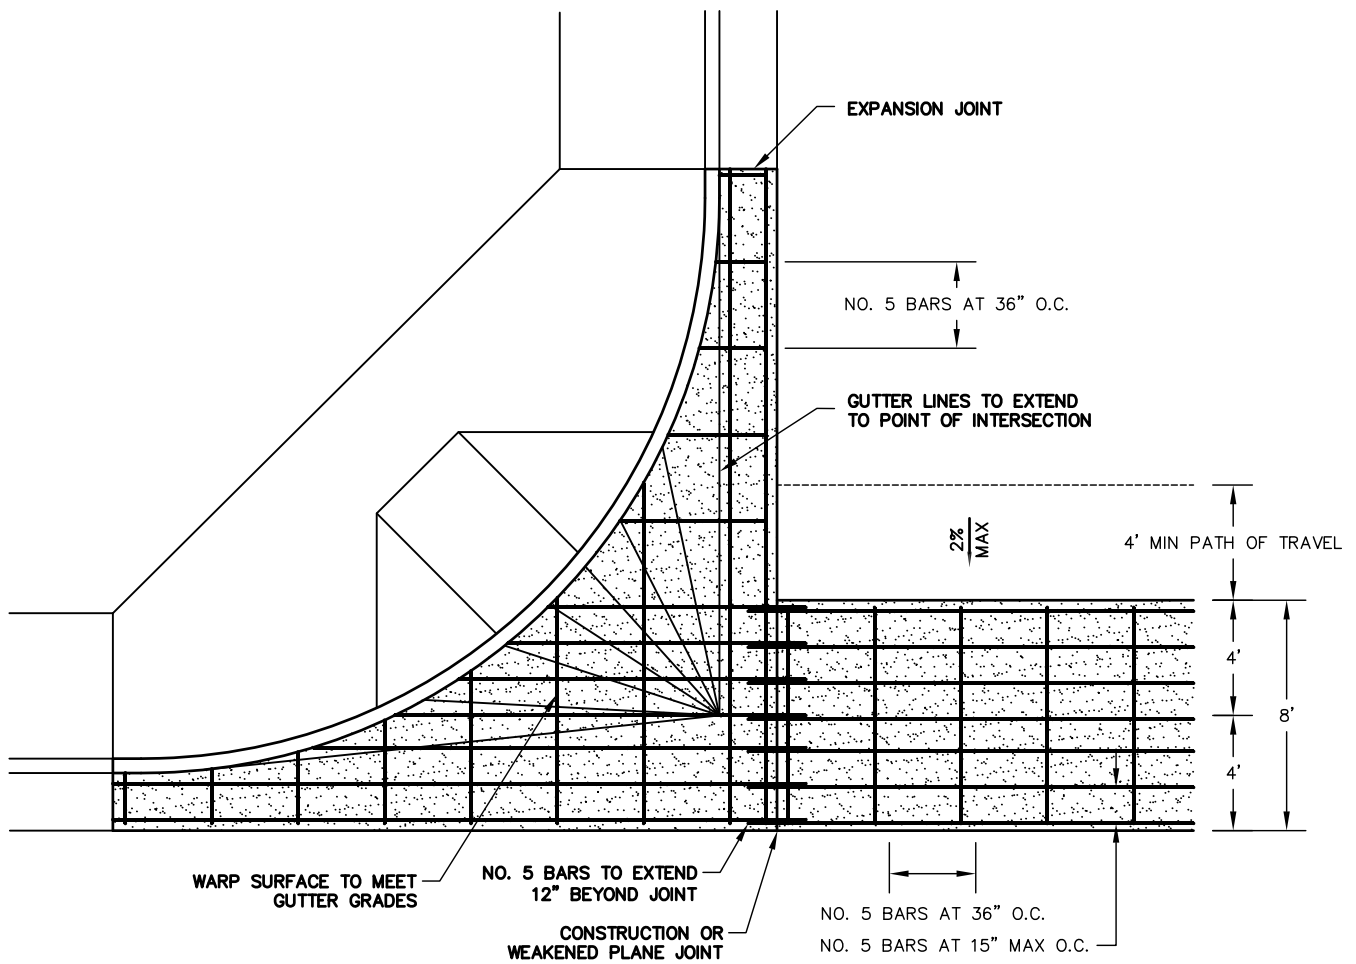 EXPANSION JOINT
NO. 5 BARS AT 36" O.C.
GUTTER LINES TO EXTEND
TO POINT OF INTERSECTION
2%
MAX
4' MIN PATH OF TRAVEL
4'
8'
4'
WARP SURFACE TO MEET
GUTTER GRADES
NO. 5 BARS TO EXTEND
12" BEYOND JOINT
CONSTRUCTION OR
WEAKENED PLANE JOINT
NO. 5 BARS AT 36" O.C.
NO. 5 BARS AT 15" MAX O.C.